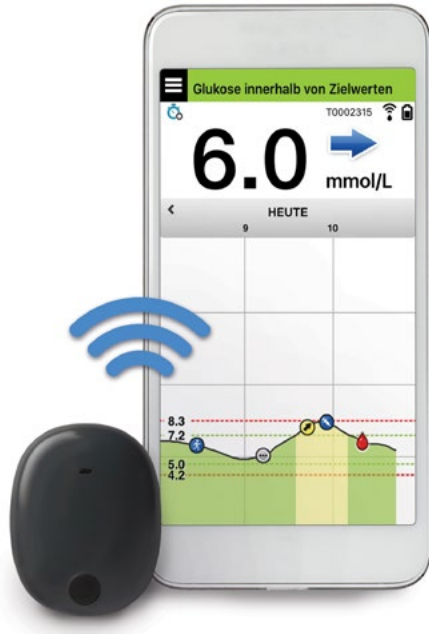 Glukose innerhalb von Zielwerten
T0002315
6.0
mmol/L
HEUTE
9 10
8.3
7.2
5.0
4.2